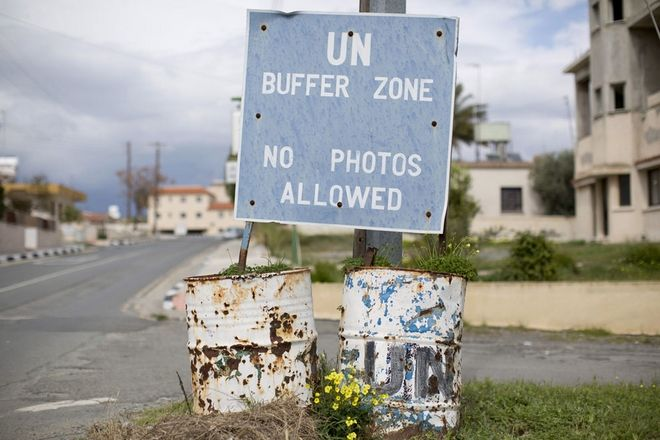 UN
BUFFER ZONE
NO PHOTOS
ALLOWED
UN